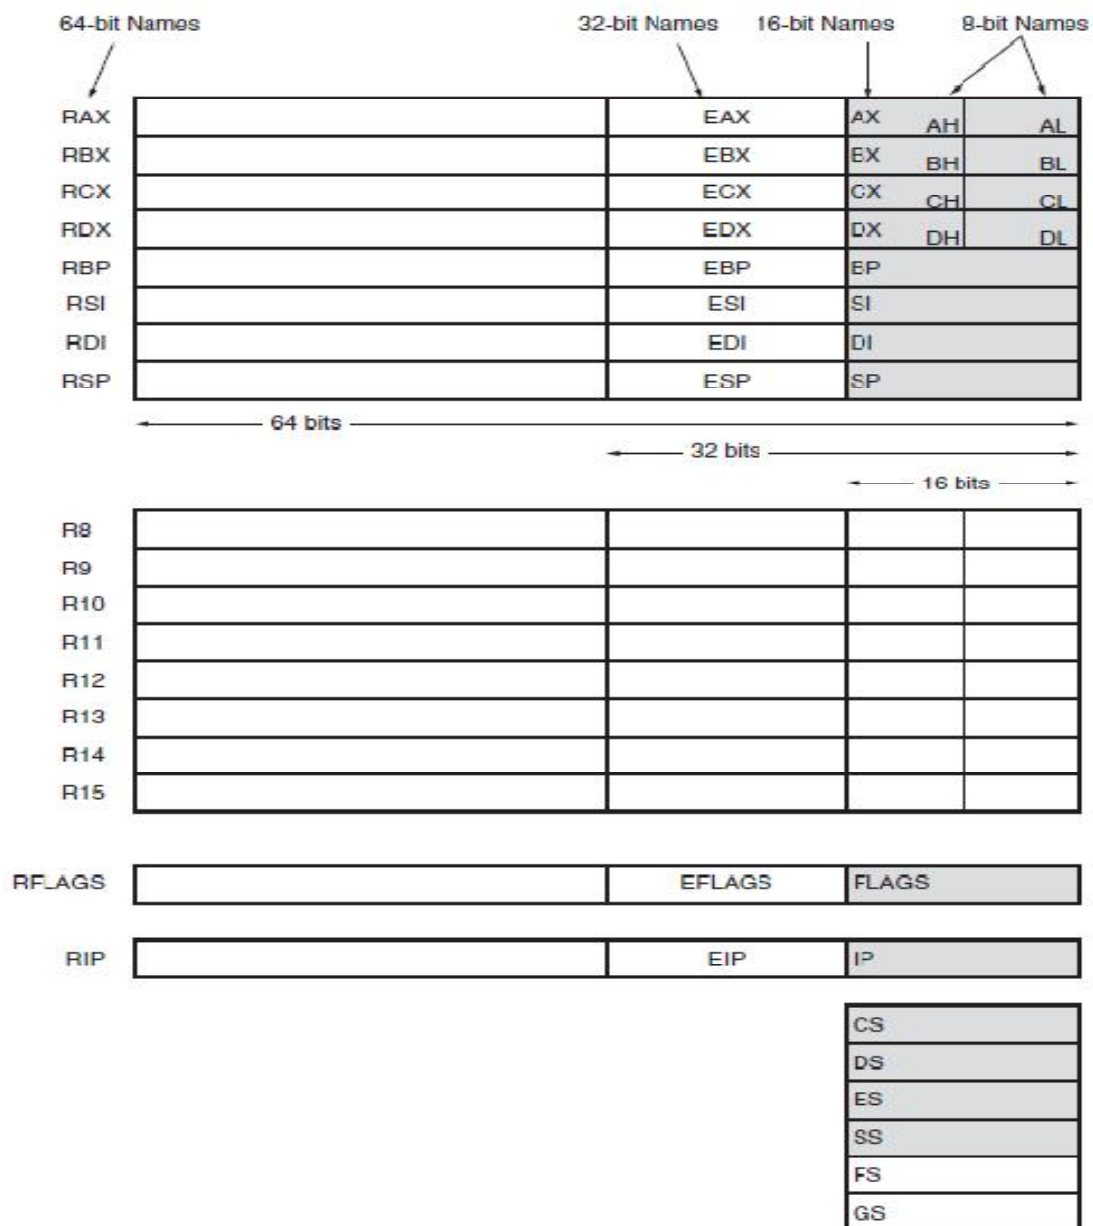 64-bit Names 32-bit Names 16-bit Names 8-bit Names
RAX EAX AX AH AL
RBX EBX BX BH BL
RCX ECX CX CH CL
RDX EDX DX DH DL
RBP EBP BP
RSI ESI SI
RDI EDI DI
RSP ESP SP
64 bits
32 bits
16 bits
R8
R9
R10
R11
R12
R13
R14
R15
RFLAGS EFLAGS FLAGS
RIP EIP IP
CS
DS
ES
SS
FS
GS